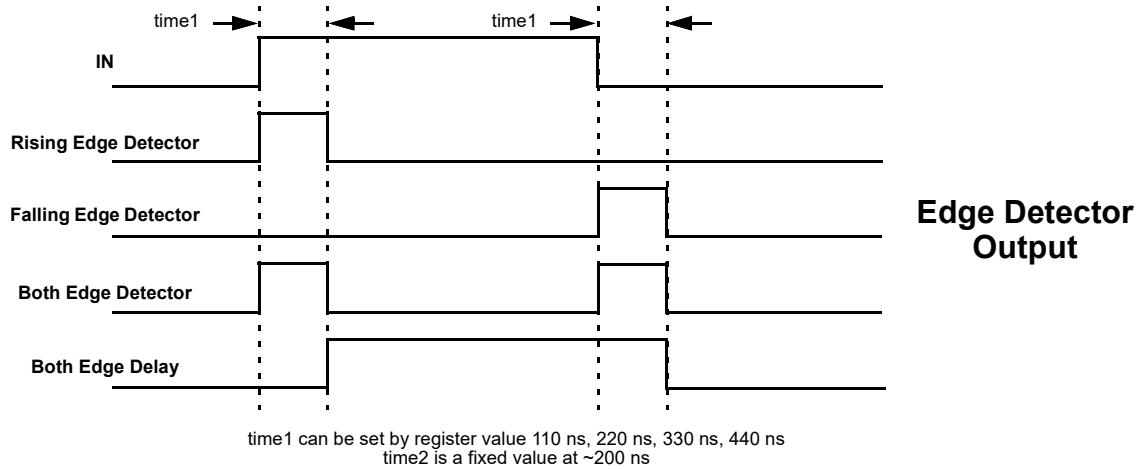 time1
time1
IN
Rising Edge Detector
Falling Edge Detector
Edge Detector
Output
Both Edge Detector
Both Edge Delay
time1 can be set by register value 110 ns, 220 ns, 330 ns, 440 ns
time2 is a fixed value at ~200 ns